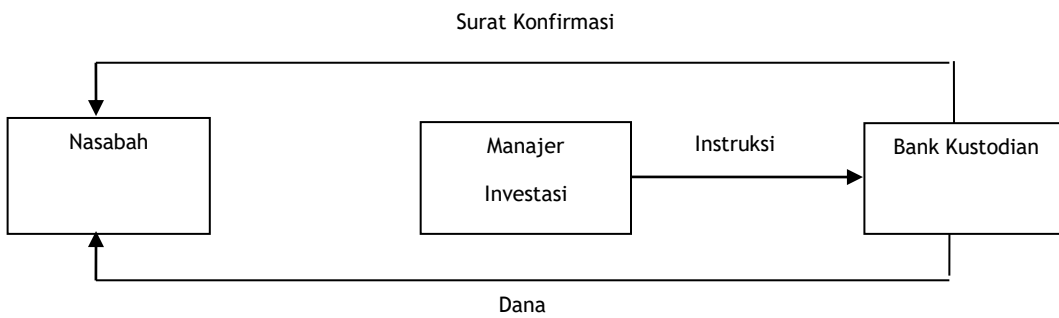 Surat Konfirmasi
Nasabah
Manajer
Investasi
Instruksi
Bank Kustodian
Dana